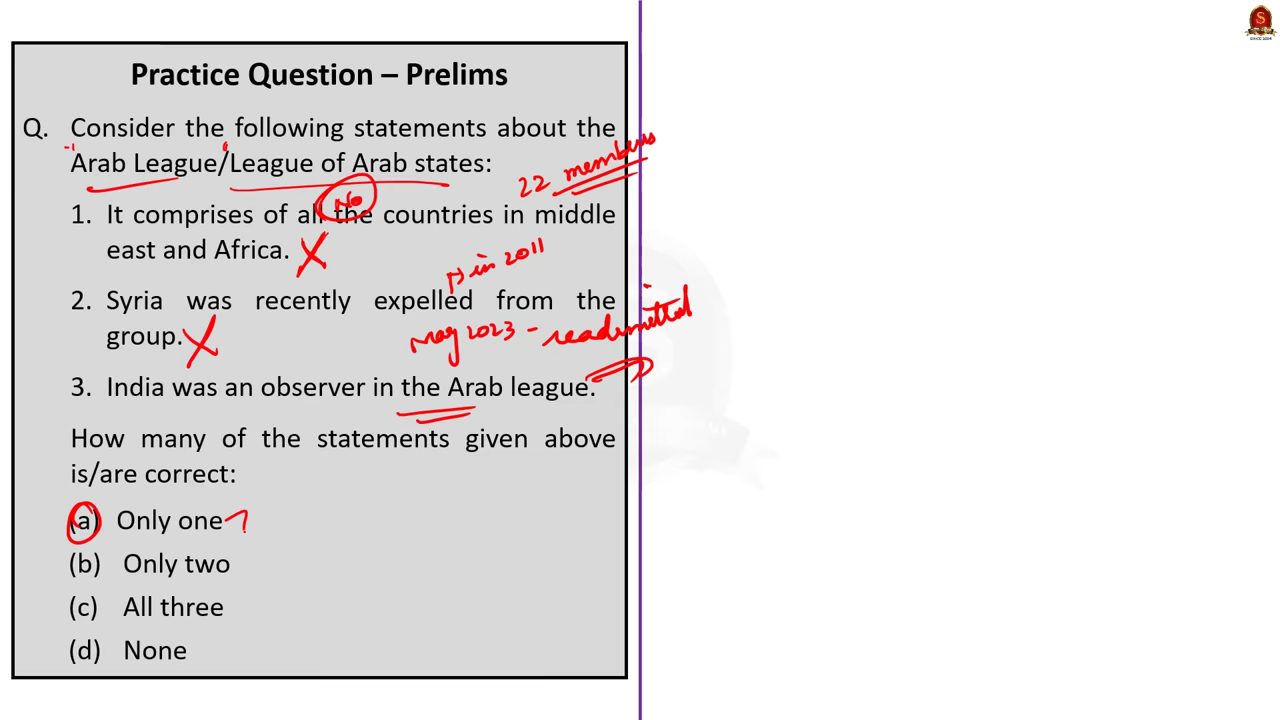 S
SINCE 2004
Practice Question – Prelims
Q. Consider the following statements about the
Arab League/League of Arab states:
22 members
No
1. It comprises of all the countries in middle
east and Africa.
in 2011
2. Syria was recently expelled from the
group.
May 2023 - readmitted
3. India was an observer in the Arab league.
How many of the statements given above
is/are correct:
(a) Only one
(b) Only two
(c) All three
(d) None